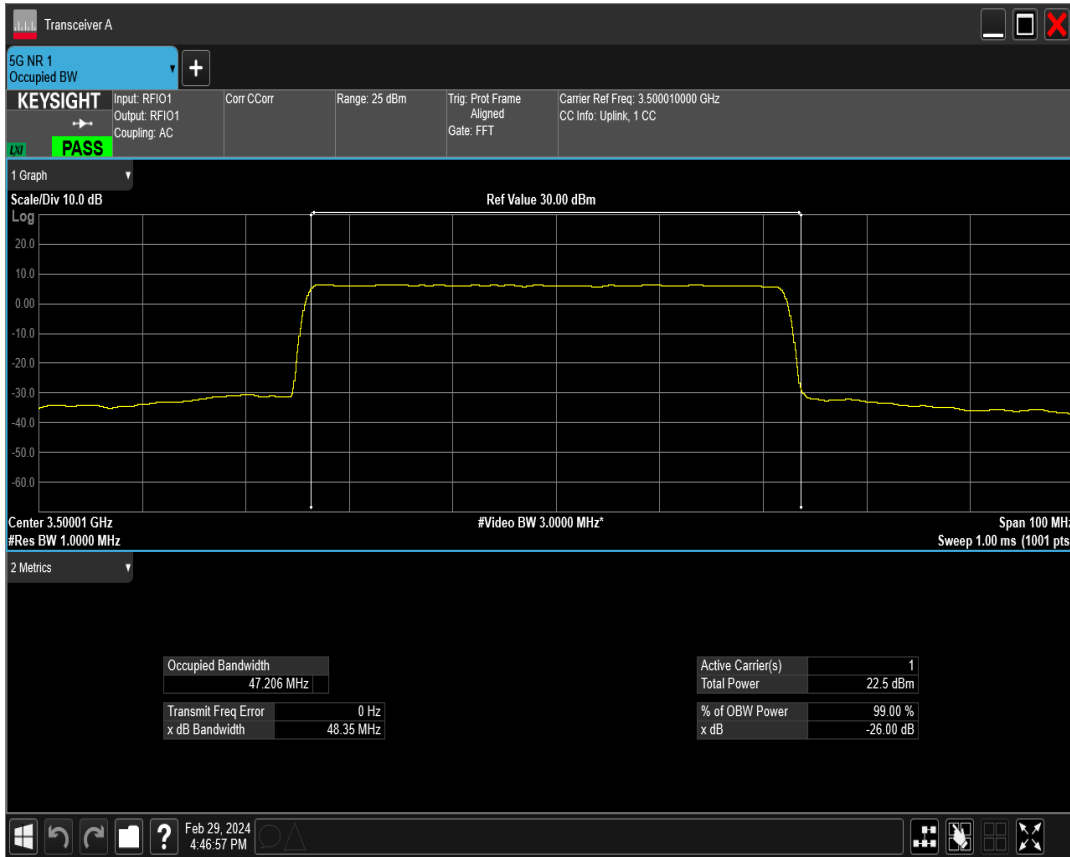 Transceiver A
5G NR 1
Occupied BW
KEYSIGHT
LXI
PASS
Input: RFIO1
Output: RFIO1
Coupling: AC
Corr CCorr
Range: 25 dBm
Trig: Prot Frame
Aligned
Gate: FFT
Carrier Ref Freq: 3.500010000 GHz
CC Info: Uplink, 1 CC
1 Graph
Scale/Div 10.0 dB
Ref Value 30.00 dBm
Log
20.0
10.0
0.00
-10.0
-20.0
-30.0
-40.0
-50.0
-60.0
Center 3.50001 GHz
#Video BW 3.0000 MHz*
Span 100 MHz
#Res BW 1.0000 MHz
Sweep 1.00 ms (1001 pts
2 Metrics
Occupied Bandwidth
47.206 MHz
Transmit Freq Error 0 Hz
x dB Bandwidth 48.35 MHz
Active Carrier(s) 1
Total Power 22.5 dBm
% of OBW Power 99.00 %
x dB -26.00 dB
?
Feb 29, 2024
4:46:57 PM